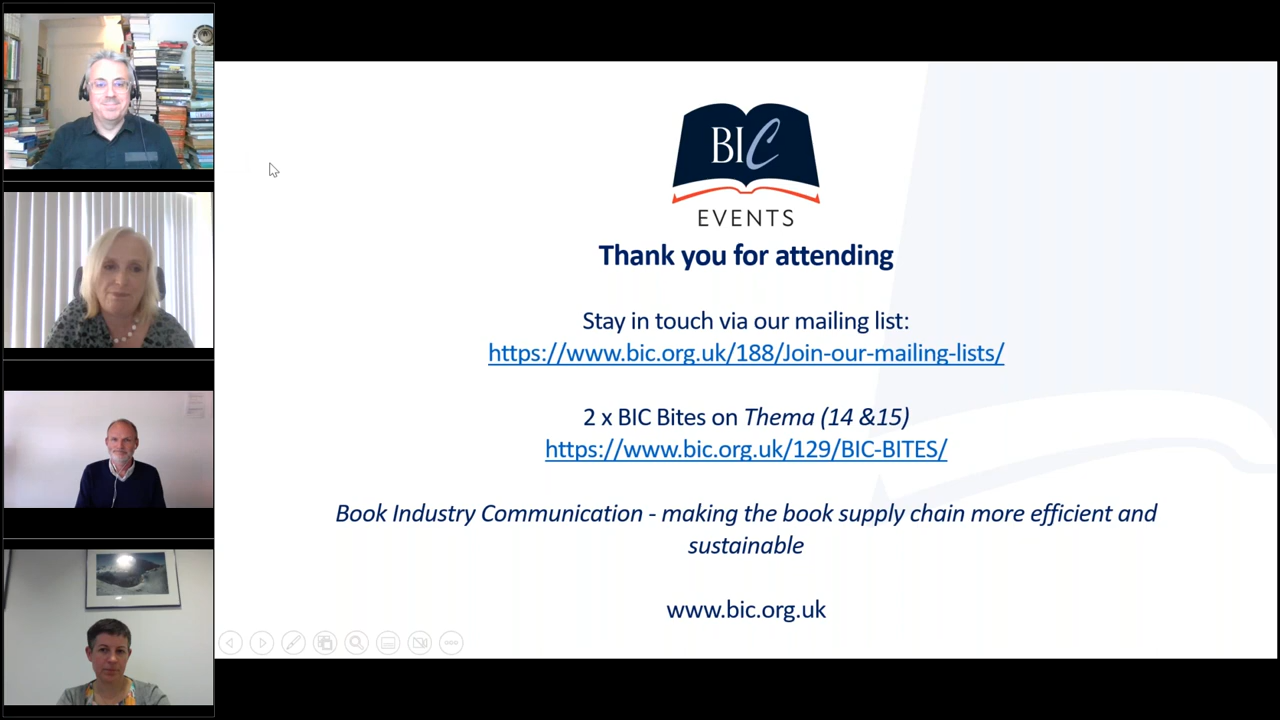 BIC
EVENTS
Thank you for attending
Stay in touch via our mailing list:
https://www.bic.org.uk/188/Join-our-mailing-lists/
2 x BIC Bites on Thema (14 &15)
https://www.bic.org.uk/129/BIC-BITES/
Book Industry Communication - making the book supply chain more efficient and
sustainable
www.bic.org.uk